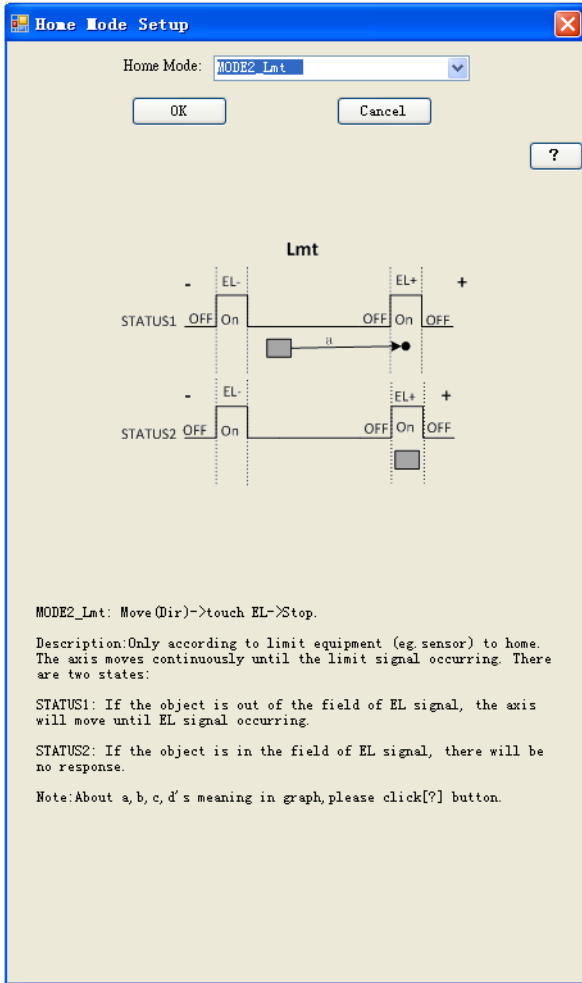 Home Mode Setup
Home Mode: MODE2_Lmt
OK Cancel
?
Lmt
- EL- EL+ +
STATUS1 OFF On OFF On OFF
a
- EL- EL+ +
STATUS2 OFF On OFF On OFF
MODE2_Lmt: Move(Dir)->touch EL->Stop.
Description:Only according to limit equipment (eg.sensor) to home.
The axis moves continuously until the limit signal occurring. There
are two states:
STATUS1: If the object is out of the field of EL signal, the axis
will move until EL signal occurring.
STATUS2: If the object is in the field of EL signal, there will be
no response.
Note:About a,b,c,d's meaning in graph,please click[?] button.